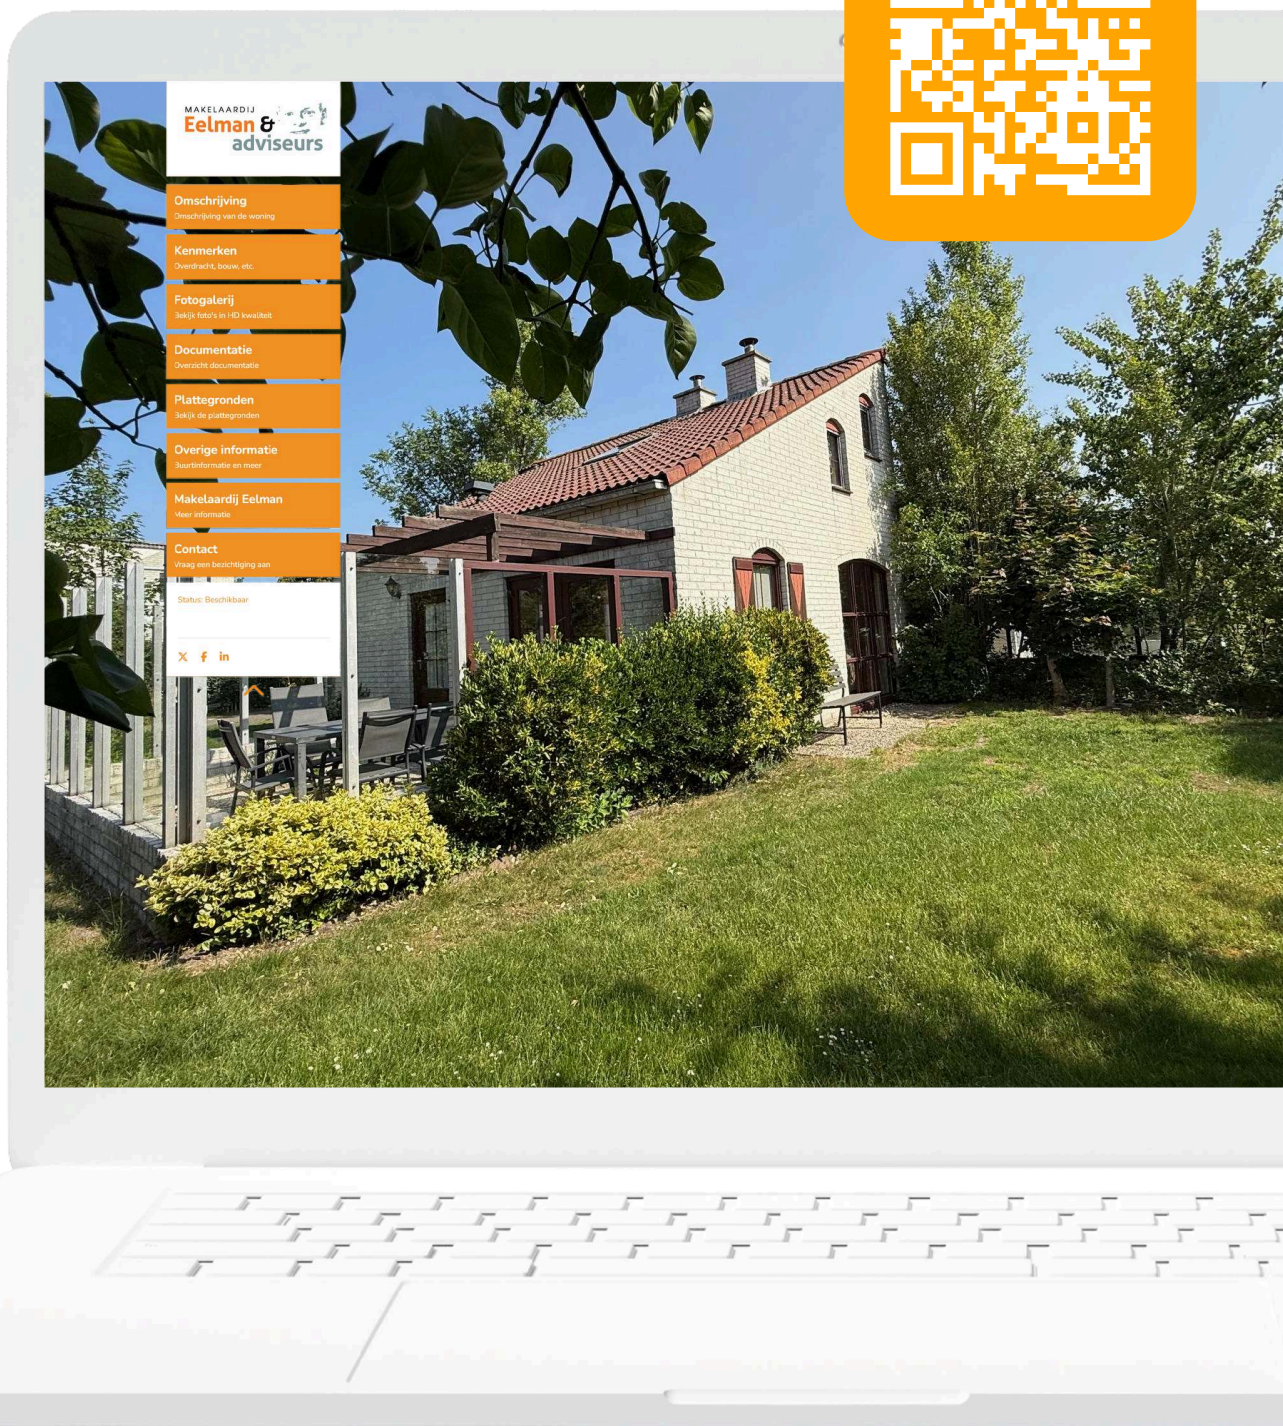 MAKELAARDIJ
Eelman &
adviseurs
Omschrijving
Omschrijving van de woning
Kenmerken
Overdracht, bouw, etc.
Fotogalerij
Bekijk foto's in HD kwaliteit
Documentatie
Overzicht documentatie
Plattegronden
Bekijk de plattegronden
Overige informatie
Buurtinformatie en meer
Makelaardij Eelman
Meer informatie
Contact
Vraag een bezichtiging aan
Status: Beschikbaar